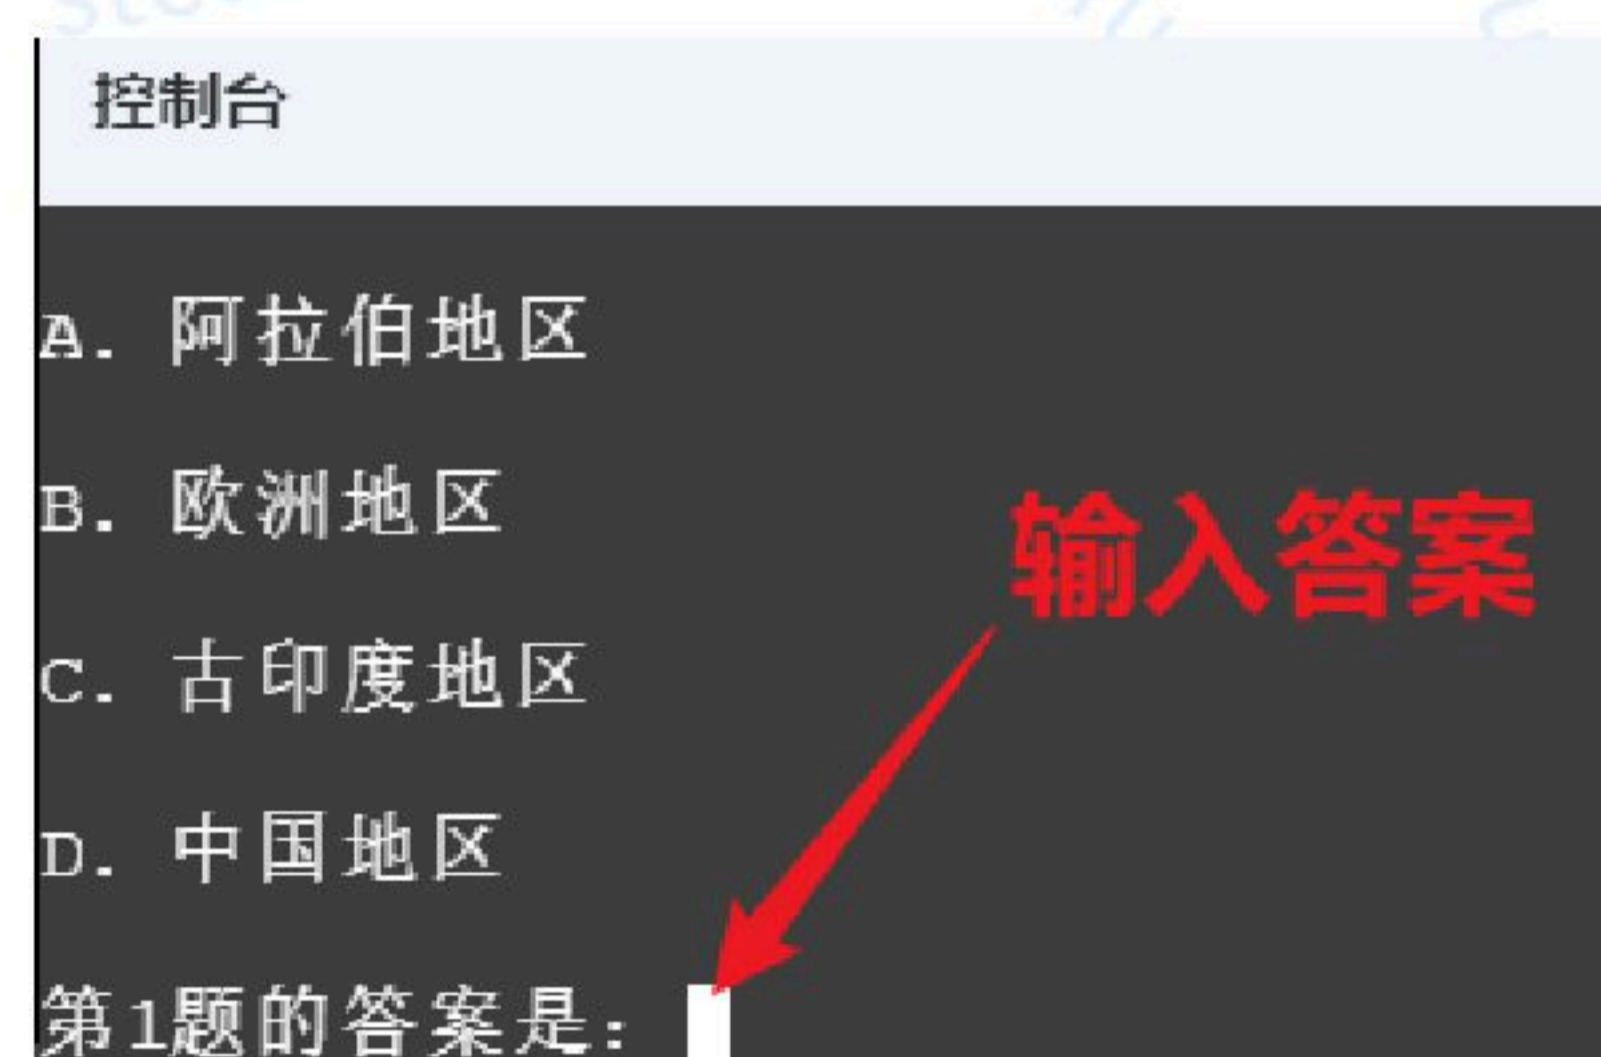 控制台
A. 阿拉伯地区
B. 欧洲地区
输入答案
C. 古印度地区
D. 中国地区
第1题的答案是: